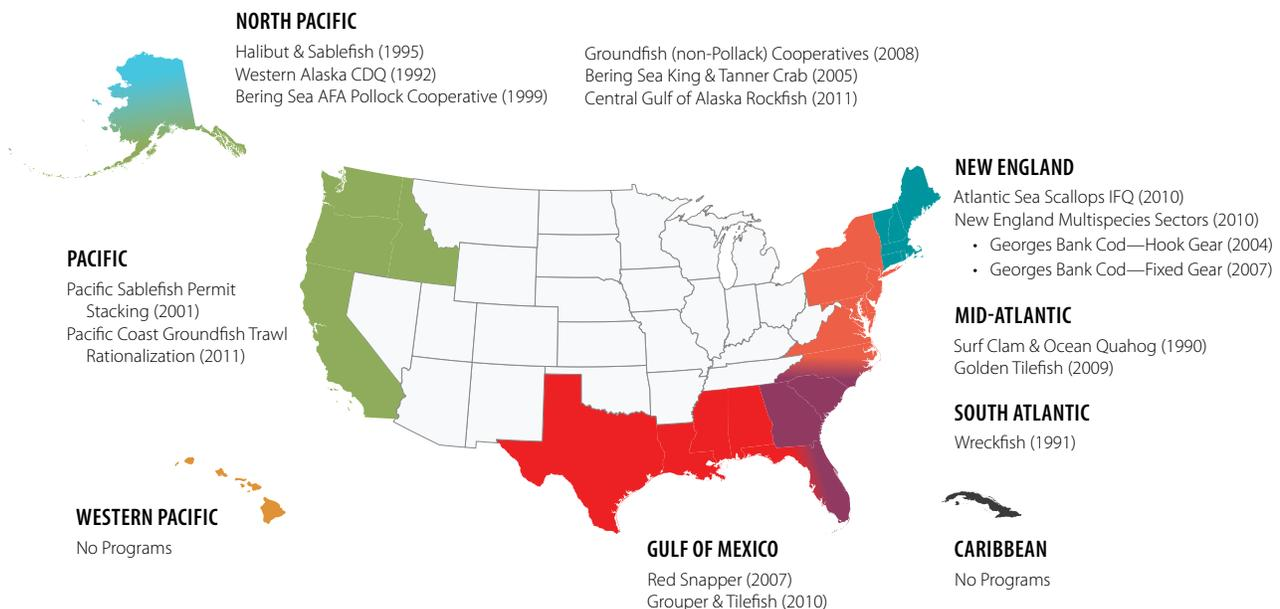 NORTH PACIFIC
Halibut & Sablefish (1995)
Western Alaska CDQ (1992)
Bering Sea AFA Pollock Cooperative (1999)
Groundfish (non-Pollack) Cooperatives (2008)
Bering Sea King & Tanner Crab (2005)
Central Gulf of Alaska Rockfish (2011)
NEW ENGLAND
Atlantic Sea Scallops IFQ (2010)
New England Multispecies Sectors (2010)
• Georges Bank Cod—Hook Gear (2004)
• Georges Bank Cod—Fixed Gear (2007)
PACIFIC
Pacific Sablefish Permit
Stacking (2001)
Pacific Coast Groundfish Trawl
Rationalization (2011)
MID-ATLANTIC
Surf Clam & Ocean Quahog (1990)
Golden Tilefish (2009)
SOUTH ATLANTIC
Wreckfish (1991)
WESTERN PACIFIC
No Programs
GULF OF MEXICO
Red Snapper (2007)
Grouper & Tilefish (2010)
CARIBBEAN
No Programs